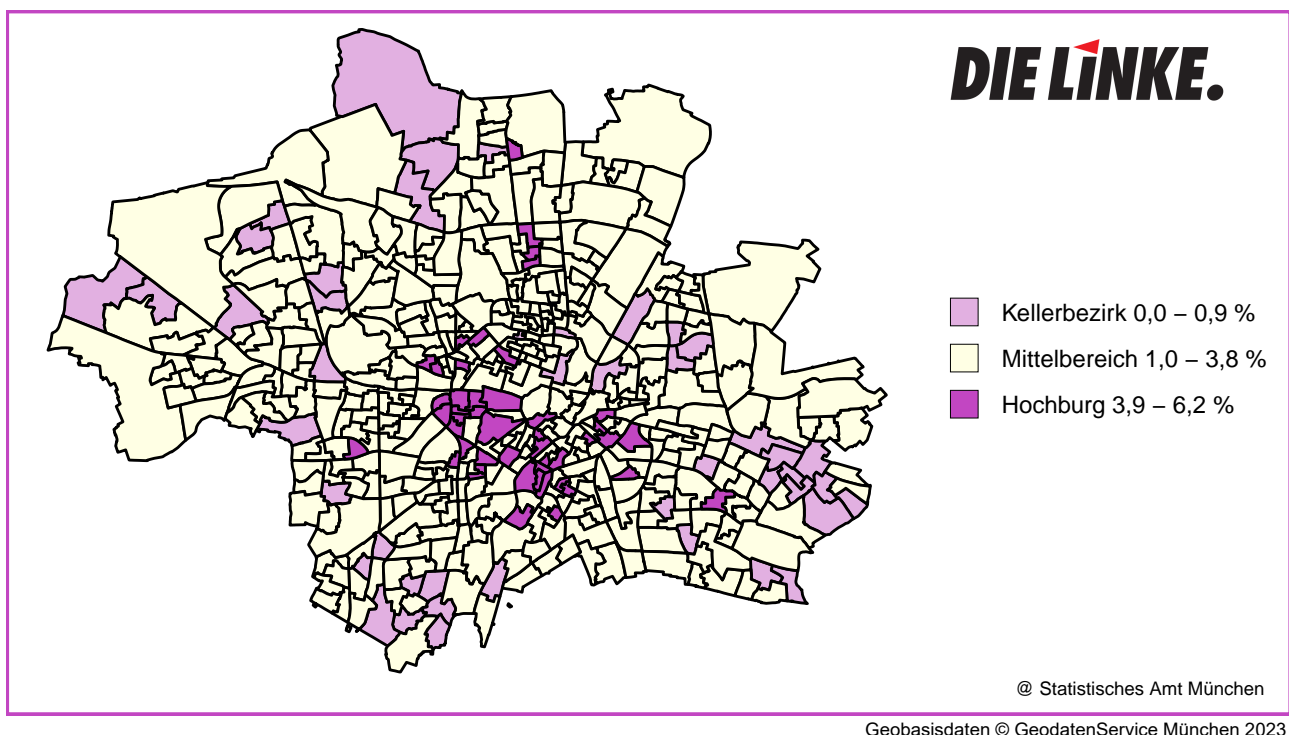 DIE LiNKE.
Kellerbezirk 0,0 – 0,9 %
Mittelbereich 1,0 – 3,8 %
Hochburg 3,9 – 6,2 %
@ Statistisches Amt München
Geobasisdaten © GeodatenService München 2023